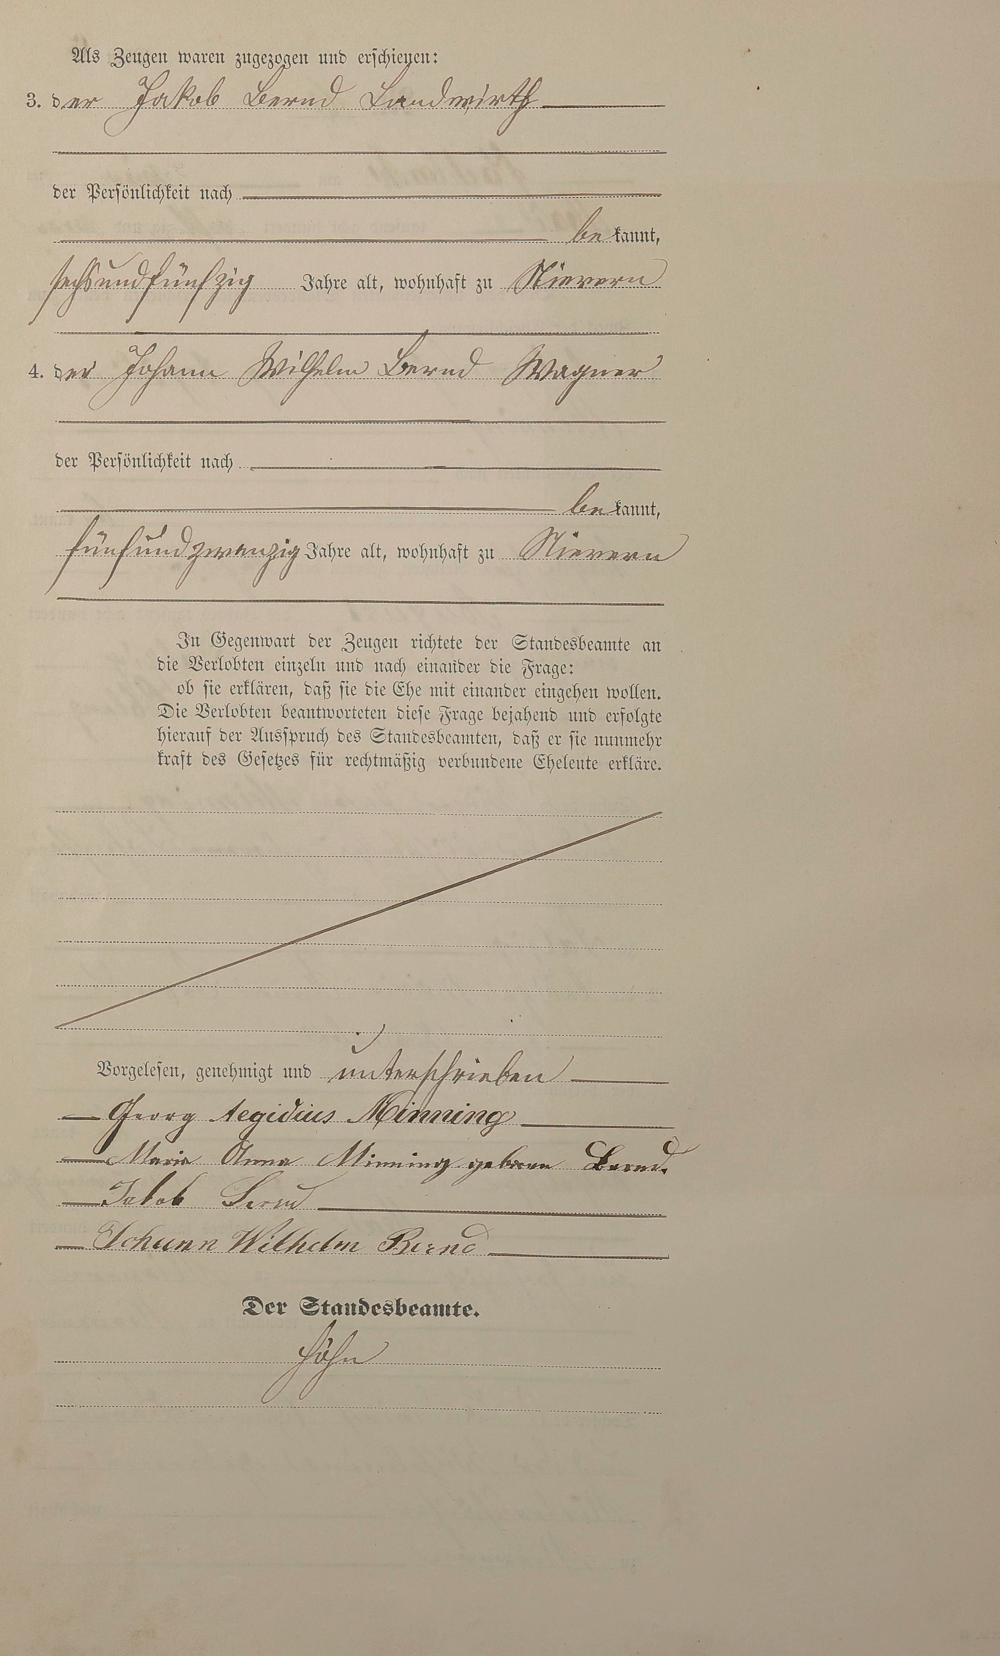 Als Zeugen waren zugezogen und erschienen:
3. der Jakob Bernd Landwirth
der Persönlichkeit nach
bekannt,
sechsundfünfzig Jahre alt, wohnhaft zu Nievern
4. der Johann Wilhelm Bernd Wagner
der Persönlichkeit nach
bekannt,
fünfundzwanzig Jahre alt, wohnhaft zu Nievern
In Gegenwart der Zeugen richtete der Standesbeamte an
die Verlobten einzeln und nach einander die Frage:
ob sie erklären, daß sie die Ehe mit einander eingehen wollen.
Die Verlobten beantworteten diese Frage bejahend und erfolgte
hierauf der Ausspruch des Standesbeamten, daß er sie nunmehr
kraft des Gesetzes für rechtmäßig verbundene Eheleute erkläre.
Vorgelesen, genehmigt und unterschrieben
Georg Aegidius Minning
Maria Anna Minning geborene Bernd.
Jakob Bernd
Johann Wilhelm Bernd
Der Standesbeamte.
Höhn